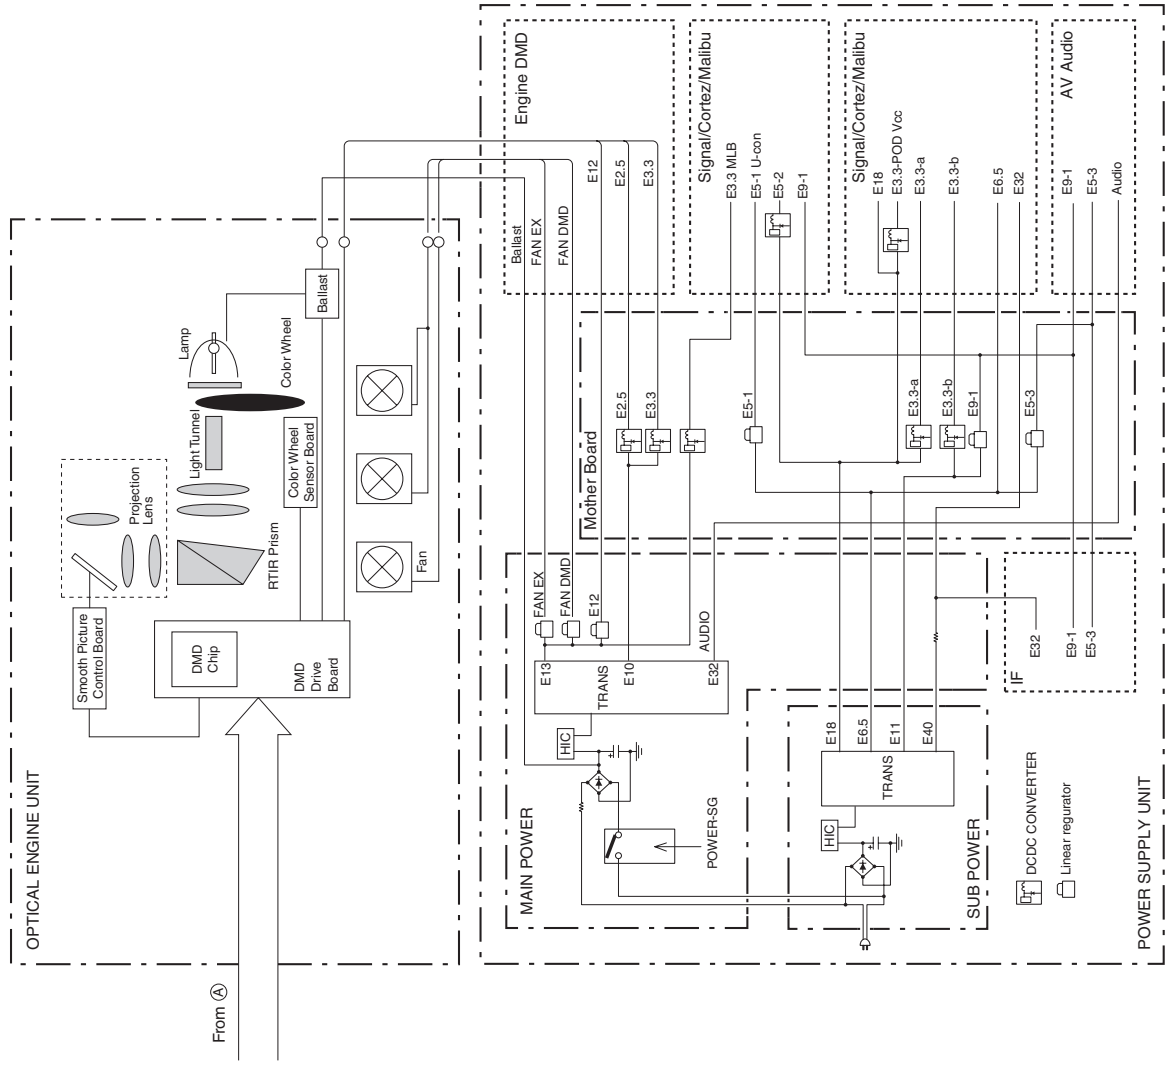 OPTICAL ENGINE UNIT
From Ⓐ
Smooth Picture
Control Board
DMD
Chip
DMD
Drive
Board
Projection
Lens
RTIR Prism
Light Tunnel
Color Wheel
Sensor Board
Color Wheel
Lamp
Ballast
Fan
POWER SUPPLY UNIT
MAIN POWER
POWER-SG
HIC
TRANS
E13
E10
E32
FAN EX
FAN DMD
E12
AUDIO
SUB POWER
HIC
TRANS
E18
E6.5
E11
E40
DCDC CONVERTER
Linear regurator
IF
E32
E9-1
E5-3
Mother Board
E2.5
E3.3
E5-1
E3.3-a
E3.3-b
E9-1
E5-3
Engine DMD
Ballast
FAN EX
FAN DMD
E12
E2.5
E3.3
Signal/Cortez/Malibu
E3.3 MLB
E5-1 U-con
E5-2
E9-1
Signal/Cortez/Malibu
E18
E3.3-POD Vcc
E3.3-a
E3.3-b
E6.5
E32
AV Audio
E9-1
E5-3
Audio